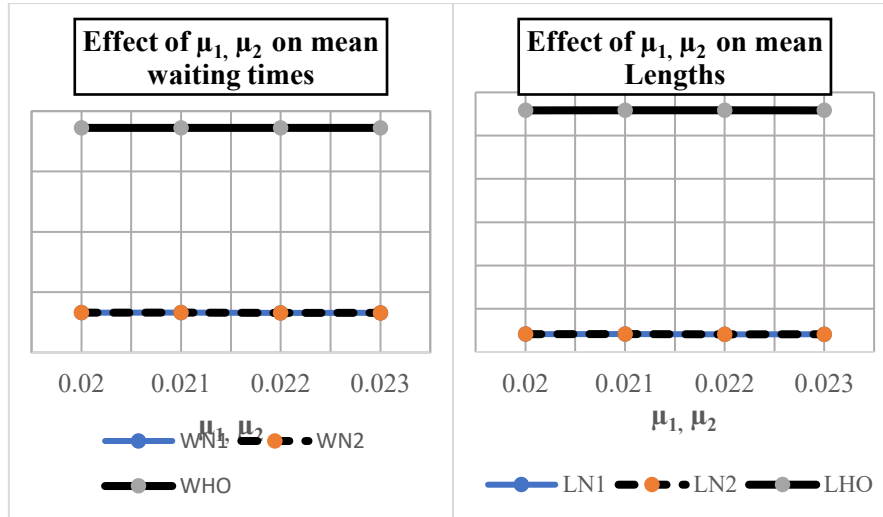 Effect of μ₁, μ₂ on mean
waiting times
0.02 0.021 0.022 0.023
μ₁, μ₂
WN1 WN2
WHO
Effect of μ₁, μ₂ on mean
Lengths
0.02 0.021 0.022 0.023
μ₁, μ₂
LN1 LN2 LHO